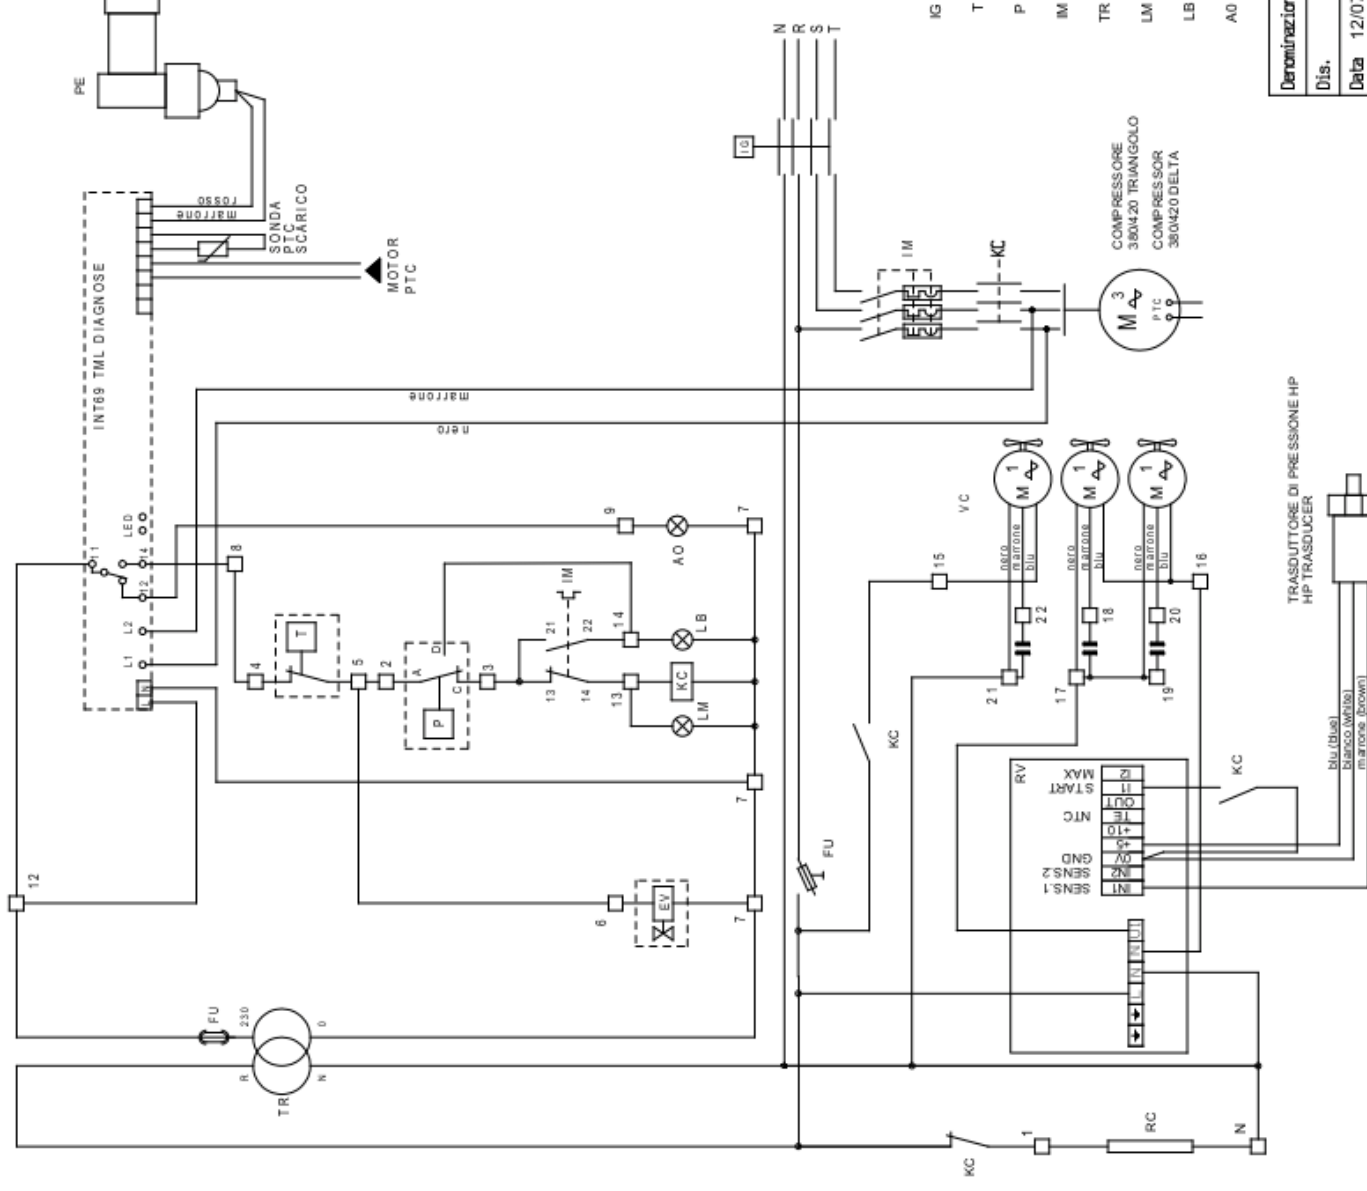 IG
T
P
IM
TR
LM
LB
A0
Denominazion
Dis.
Data 12/07
N
R
S
T
IG
PE
INT69 TML DIAGNOSE
rosso
marrone
SONDA
PTC
SCARICO
MOTOR
PTC
IM
KC
COMPRESSORE
380/420 TRIANGOLO
COMPRESSOR
380/420 DELTA
M 3
PTC
marrone
nero
11
12
14
LED
L2
L1
N
L
8
9
7
AO
4
T
5
2
A
D
C
P
3
IM
21
22
13
14
14
13
LB
KC
LM
7
12
6
EV
7
FU
230
0
R
N
TR
FU
VC
M 1
M 1
M 1
nero
marrone
blu
nero
marrone
blu
nero
marrone
blu
15
16
22
18
20
21
17
19
KC
RV
MAX
START
NTC
GND
SENS.2
SENS.1
I2
I1
OUT
TE
+10
+5
0V
IN2
IN1
KC
U1
N
N
L
TRASDUTTORE DI PRESSIONE HP
HP TRASDUCER
blu (blue)
bianco (white)
marrone (brown)
KC
1
RC
N